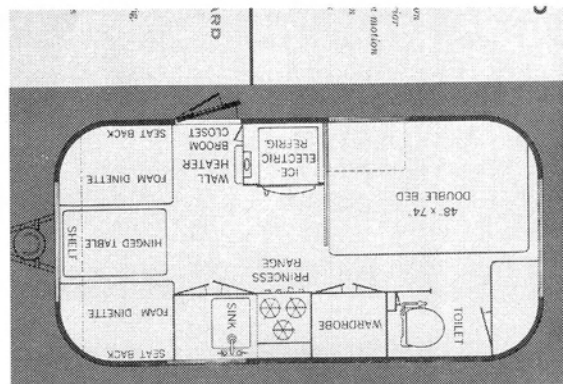 SEAT BACK
FOAM DINETTE
SINK
WARDROBE
TOILET
PRINCESS
RANGE
SHELF
HINGED TABLE
48" x 74"
DOUBLE BED
ICE-
ELECTRIC
REFRIG.
WALL
HEATER
BROOM
CLOSET
FOAM DINETTE
SEAT BACK
ARD
motion